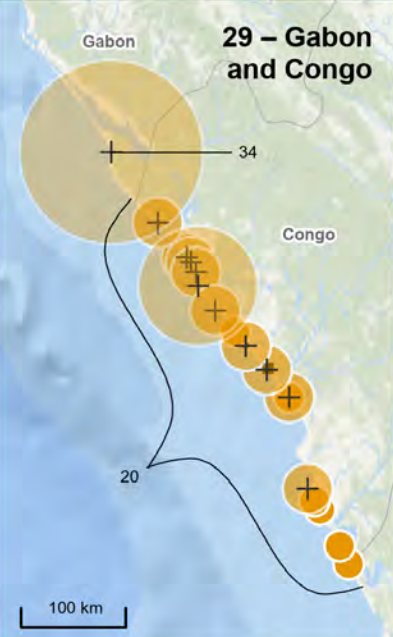 Gabon
29 – Gabon
and Congo
34
Congo
20
100 km